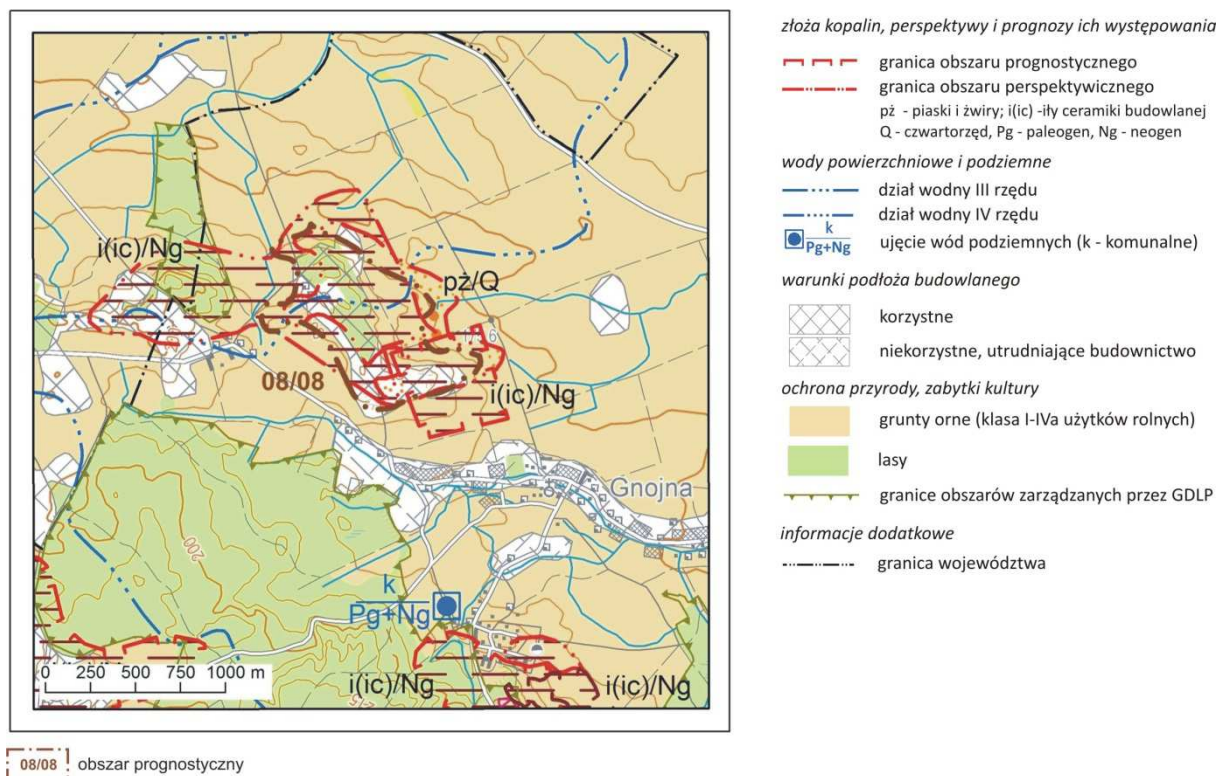 i(ic)/Ng
pż/Q
08/08
i(ic)/Ng
Gnojna
200
k
Pg+Ng
0 250 500 750 1000 m
i(ic)/Ng
i(ic)/Ng
08/08 obszar prognostyczny
złoża kopalin, perspektywy i prognozy ich występowania
granica obszaru prognostycznego
granica obszaru perspektywicznego
pż - piaski i żwiry; i(ic) -iły ceramiki budowlanej
Q - czwartorzęd, Pg - paleogen, Ng - neogen
wody powierzchniowe i podziemne
dział wodny III rzędu
dział wodny IV rzędu
k
Pg+Ng
ujęcie wód podziemnych (k - komunalne)
warunki podłoża budowlanego
korzystne
niekorzystne, utrudniające budownictwo
ochrona przyrody, zabytki kultury
grunty orne (klasa I-IVa użytków rolnych)
lasy
granice obszarów zarządzanych przez GDLP
informacje dodatkowe
granica województwa